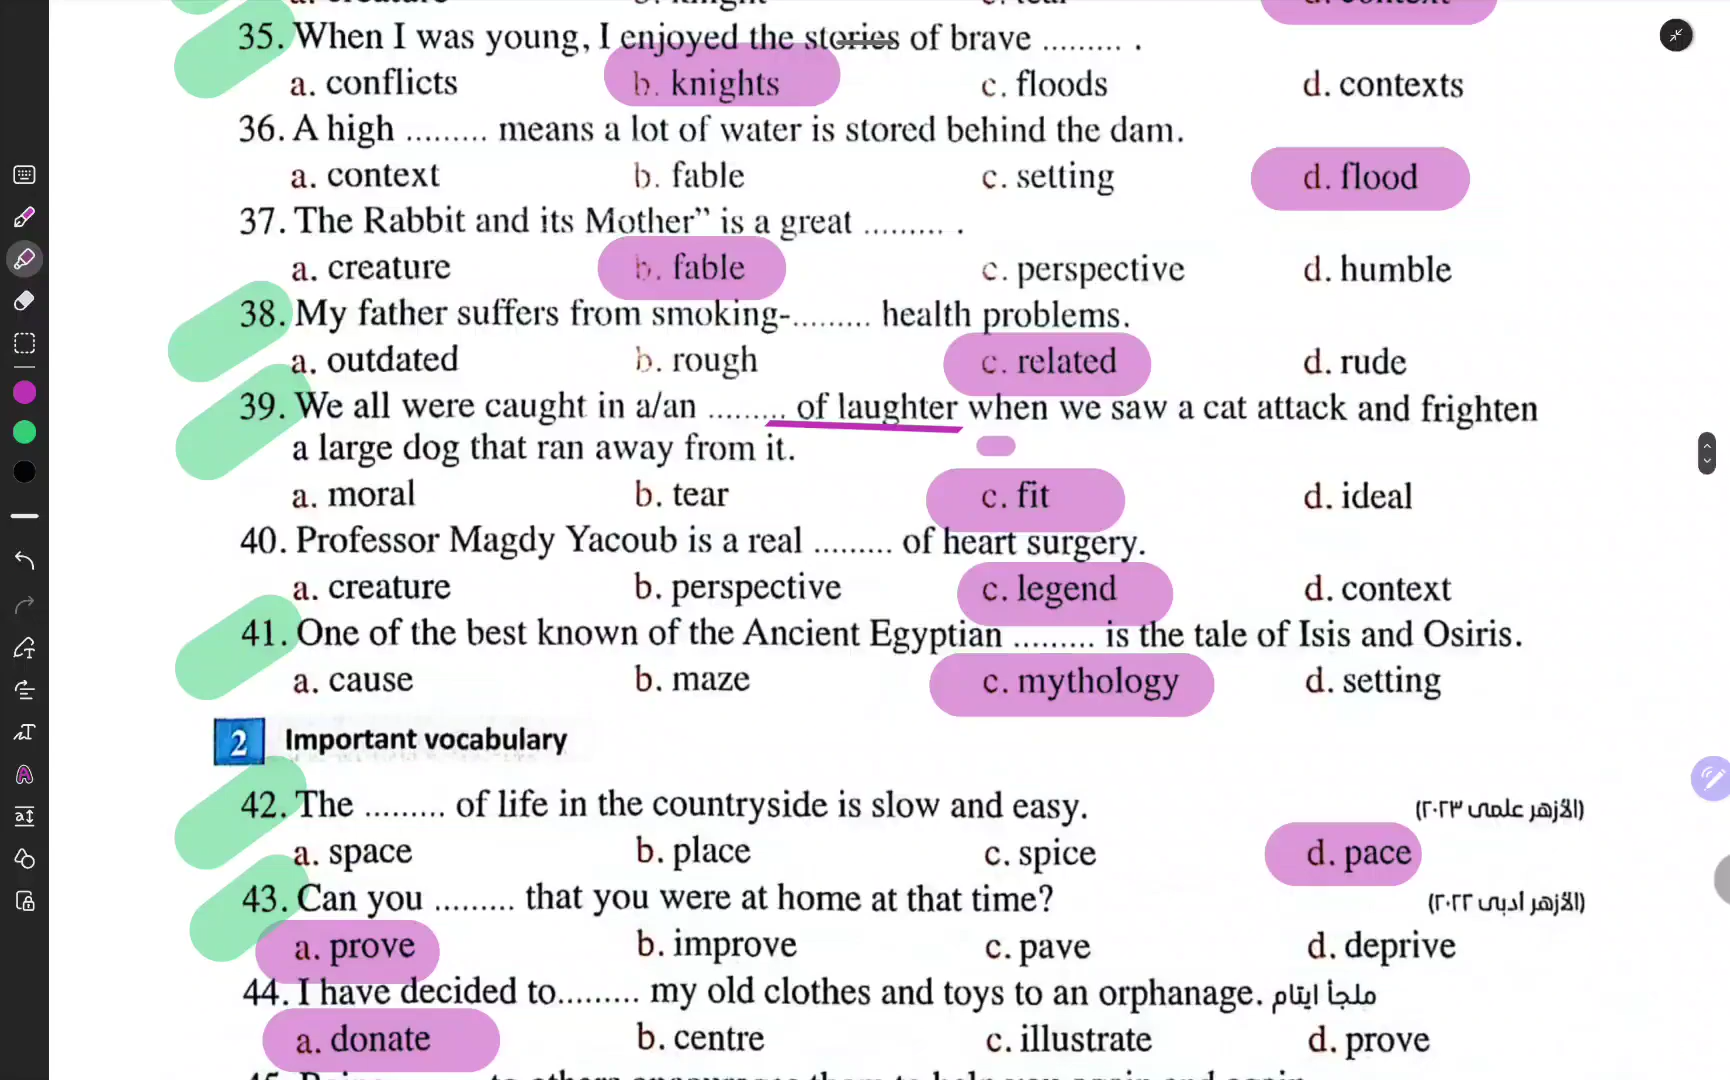 a. creature b. knight c. tear d. context
35. When I was young, I enjoyed the stories of brave ......... .
a. conflicts b. knights c. floods d. contexts
36. A high ......... means a lot of water is stored behind the dam.
a. context b. fable c. setting d. flood
37. The Rabbit and its Mother” is a great ......... .
a. creature b. fable c. perspective d. humble
38. My father suffers from smoking-......... health problems.
a. outdated b. rough c. related d. rude
39. We all were caught in a/an ......... of laughter when we saw a cat attack and frighten
a large dog that ran away from it.
a. moral b. tear c. fit d. ideal
40. Professor Magdy Yacoub is a real ......... of heart surgery.
a. creature b. perspective c. legend d. context
41. One of the best known of the Ancient Egyptian ......... is the tale of Isis and Osiris.
a. cause b. maze c. mythology d. setting
2 Important vocabulary
42. The ......... of life in the countryside is slow and easy. (الأزهر علمى ٢٠٢٣)
a. space b. place c. spice d. pace
43. Can you ......... that you were at home at that time? (الأزهر أدبى ٢٠٢٢)
a. prove b. improve c. pave d. deprive
44. I have decided to......... my old clothes and toys to an orphanage. ملجأ ايتام
a. donate b. centre c. illustrate d. prove